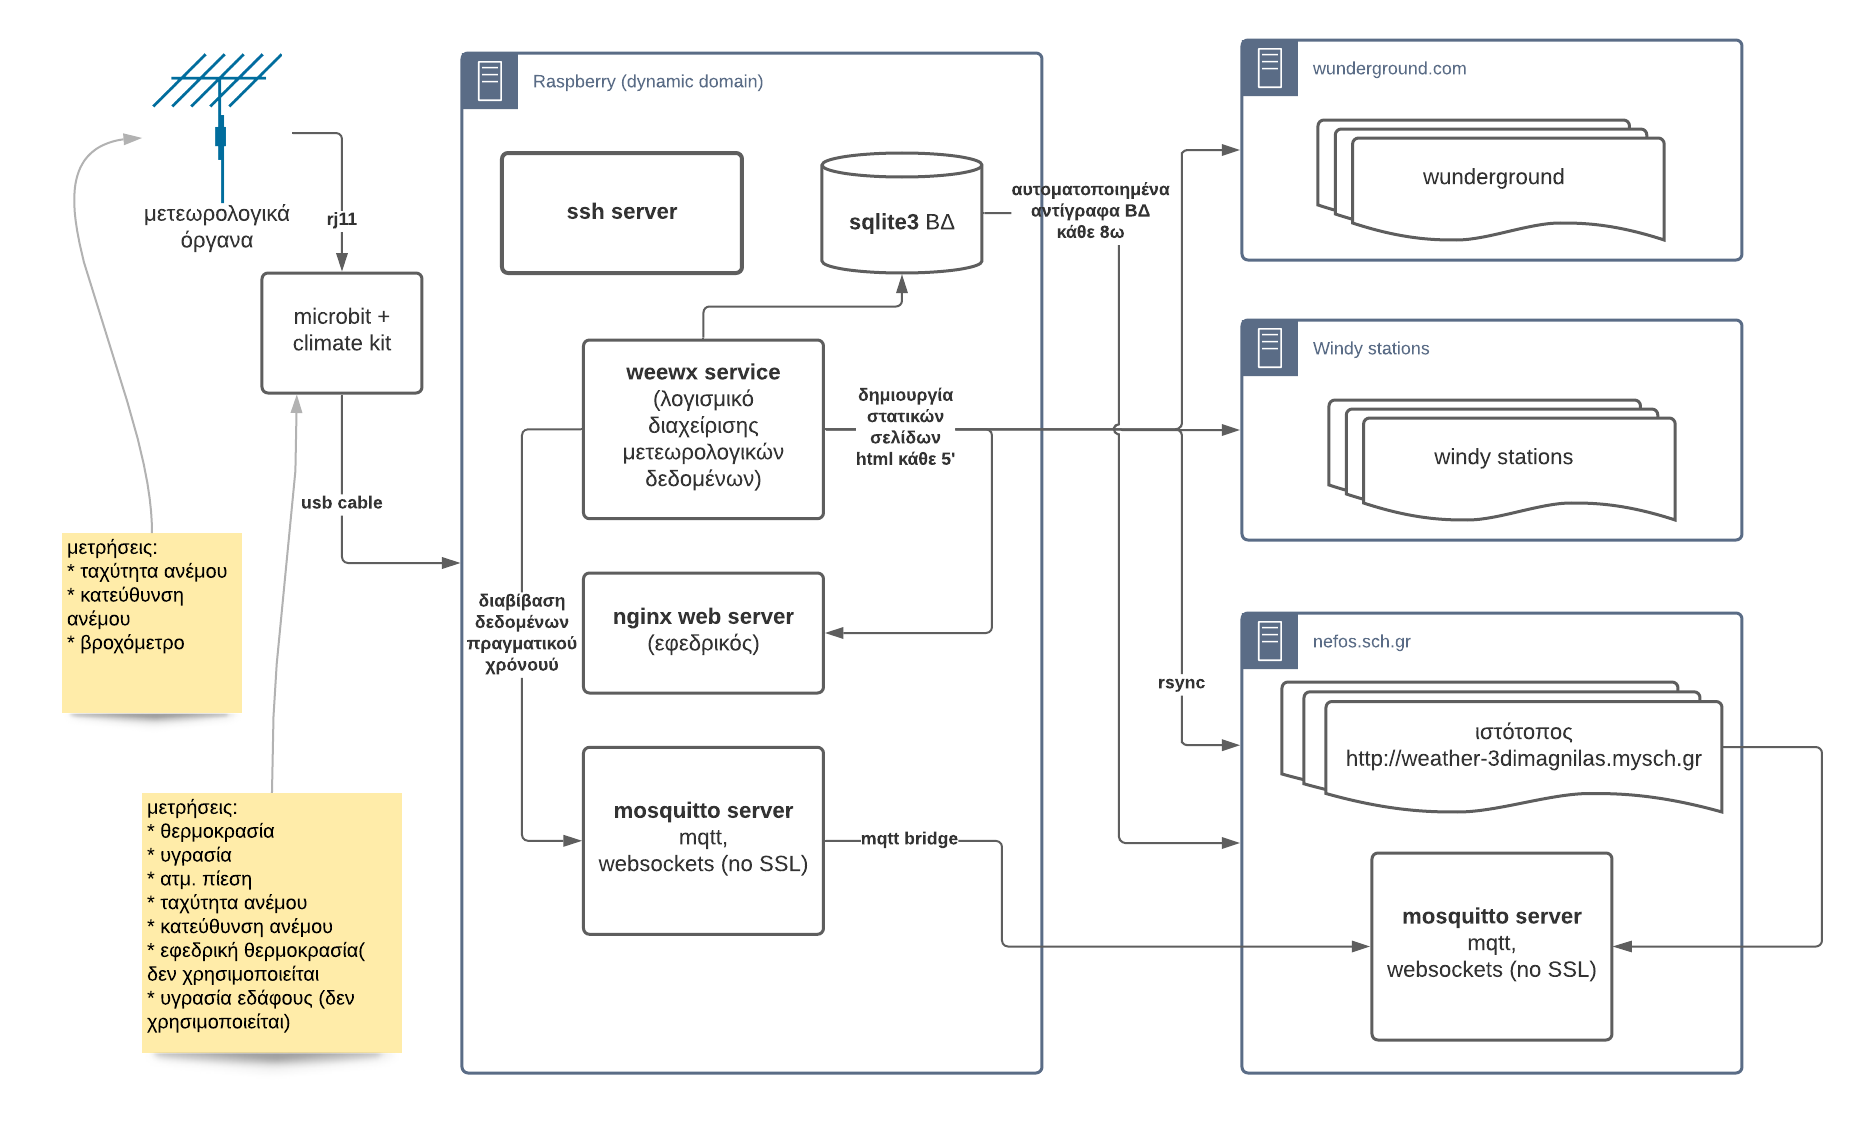 μετεωρολογικά
όργανα
rj11
microbit +
climate kit
usb cable
μετρήσεις:
* ταχύτητα ανέμου
* κατεύθυνση
ανέμου
* βροχόμετρο
μετρήσεις:
* θερμοκρασία
* υγρασία
* ατμ. πίεση
* ταχύτητα ανέμου
* κατεύθυνση ανέμου
* εφεδρική θερμοκρασία(
δεν χρησιμοποιείται
* υγρασία εδάφους (δεν
χρησιμοποιείται)
Raspberry (dynamic domain)
ssh server
sqlite3 ΒΔ
αυτοματοποιημένα
αντίγραφα ΒΔ
κάθε 8ω
weewx service
(λογισμικό
διαχείρισης
μετεωρολογικών
δεδομένων)
δημιουργία
στατικών
σελίδων
html κάθε 5'
διαβίβαση
δεδομένων
πραγματικού
χρόνουύ
nginx web server
(εφεδρικός)
mosquitto server
mqtt,
websockets (no SSL)
mqtt bridge
rsync
wunderground.com
wunderground
Windy stations
windy stations
nefos.sch.gr
ιστότοπος
http://weather-3dimagnilas.mysch.gr
mosquitto server
mqtt,
websockets (no SSL)